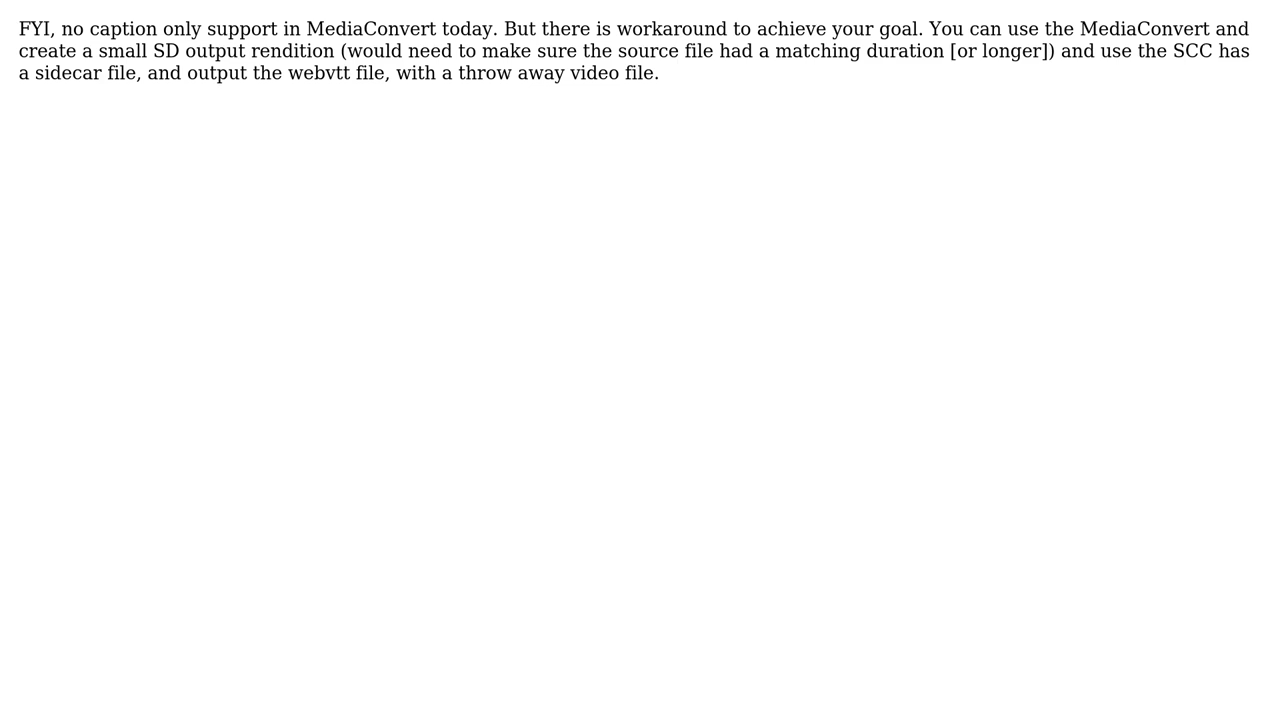 FYI, no caption only support in MediaConvert today. But there is workaround to achieve your goal. You can use the MediaConvert and
create a small SD output rendition (would need to make sure the source file had a matching duration [or longer]) and use the SCC has
a sidecar file, and output the webvtt file, with a throw away video file.